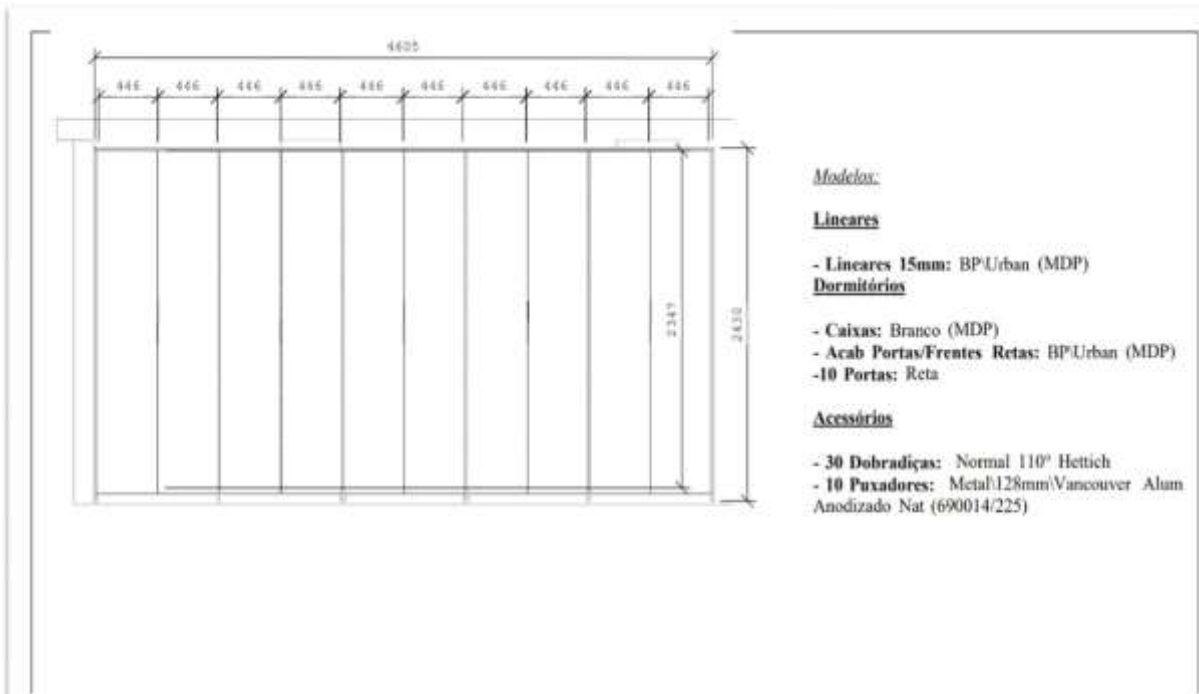 4605
446 446 446 446 446 446 446 446 446 446
2347
2430
Modelos:
Lineares
- Lineares 15mm: BP\Urban (MDP)
Dormitórios
- Caixas: Branco (MDP)
- Acab Portas/Frentes Retas: BP\Urban (MDP)
-10 Portas: Reta
Acessórios
- 30 Dobradiças: Normal 110º Hettich
- 10 Puxadores: Metal\128mm\Vancouver Alum
Anodizado Nat (690014/225)